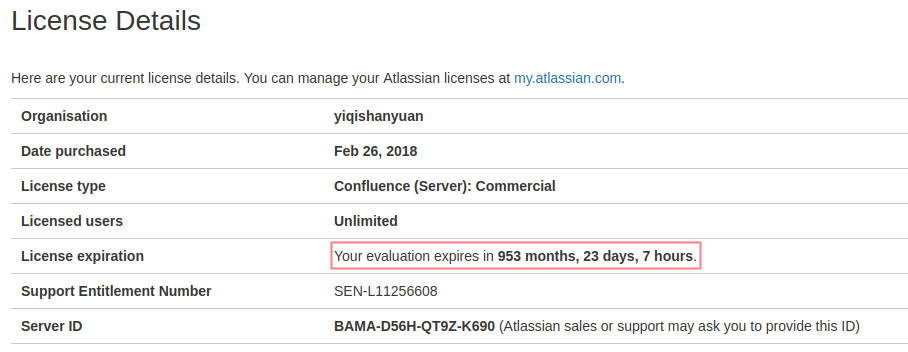 License Details
Here are your current license details. You can manage your Atlassian licenses at my.atlassian.com.
Organisation yiqishanyuan
Date purchased Feb 26, 2018
License type Confluence (Server): Commercial
Licensed users Unlimited
License expiration Your evaluation expires in 953 months, 23 days, 7 hours.
Support Entitlement Number SEN-L11256608
Server ID BAMA-D56H-QT9Z-K690 (Atlassian sales or support may ask you to provide this ID)